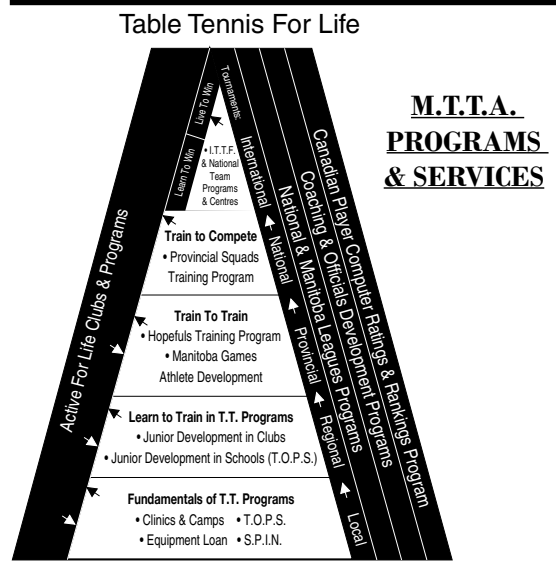 Table Tennis For Life
M.T.T.A.
PROGRAMS
& SERVICES
Active For Life Clubs & Programs
Learn To Win
Live To Win
• I.T.T.F.
& National
Team
Programs
& Centres
Train to Compete
• Provincial Squads
Training Program
Train To Train
• Hopefuls Training Program
• Manitoba Games
Athlete Development
Learn to Train in T.T. Programs
• Junior Development in Clubs
• Junior Development in Schools (T.O.P.S.)
Fundamentals of T.T. Programs
• Clinics & Camps • T.O.P.S.
• Equipment Loan • S.P.I.N.
Tournaments: International National Provincial Regional Local
National & Manitoba Leagues Programs
Coaching & Officials Development Programs
Canadian Player Computer Ratings & Rankings Program